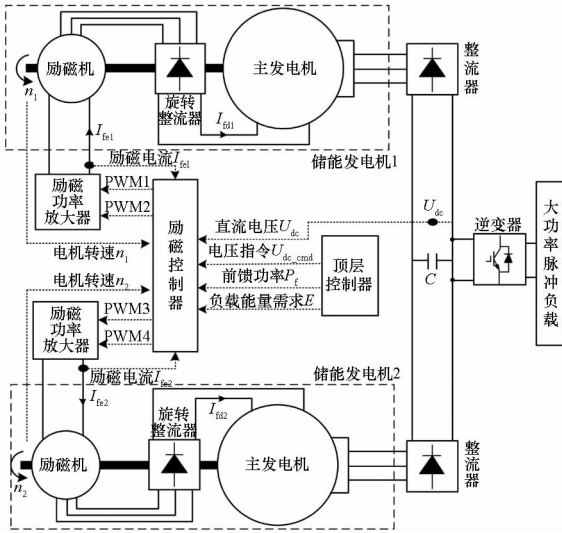 励磁机
n1
旋转
整流器
Ifd1
主发电机
整
流
器
Ife1
储能发电机1
励磁电流Ife1
励磁
功率
放大器
PWM1
PWM2
电机转速n1
电机转速n2
励
磁
控
制
器
直流电压Udc
电压指令Udc_cmd
前馈功率Pf
负载能量需求E
顶层
控制器
Udc
C
逆变器
大
功
率
脉
冲
负
载
励磁
功率
放大器
PWM3
PWM4
励磁电流Ife2
Ife2
储能发电机2
旋转
整流器
Ifd2
励磁机
n2
主发电机
整
流
器